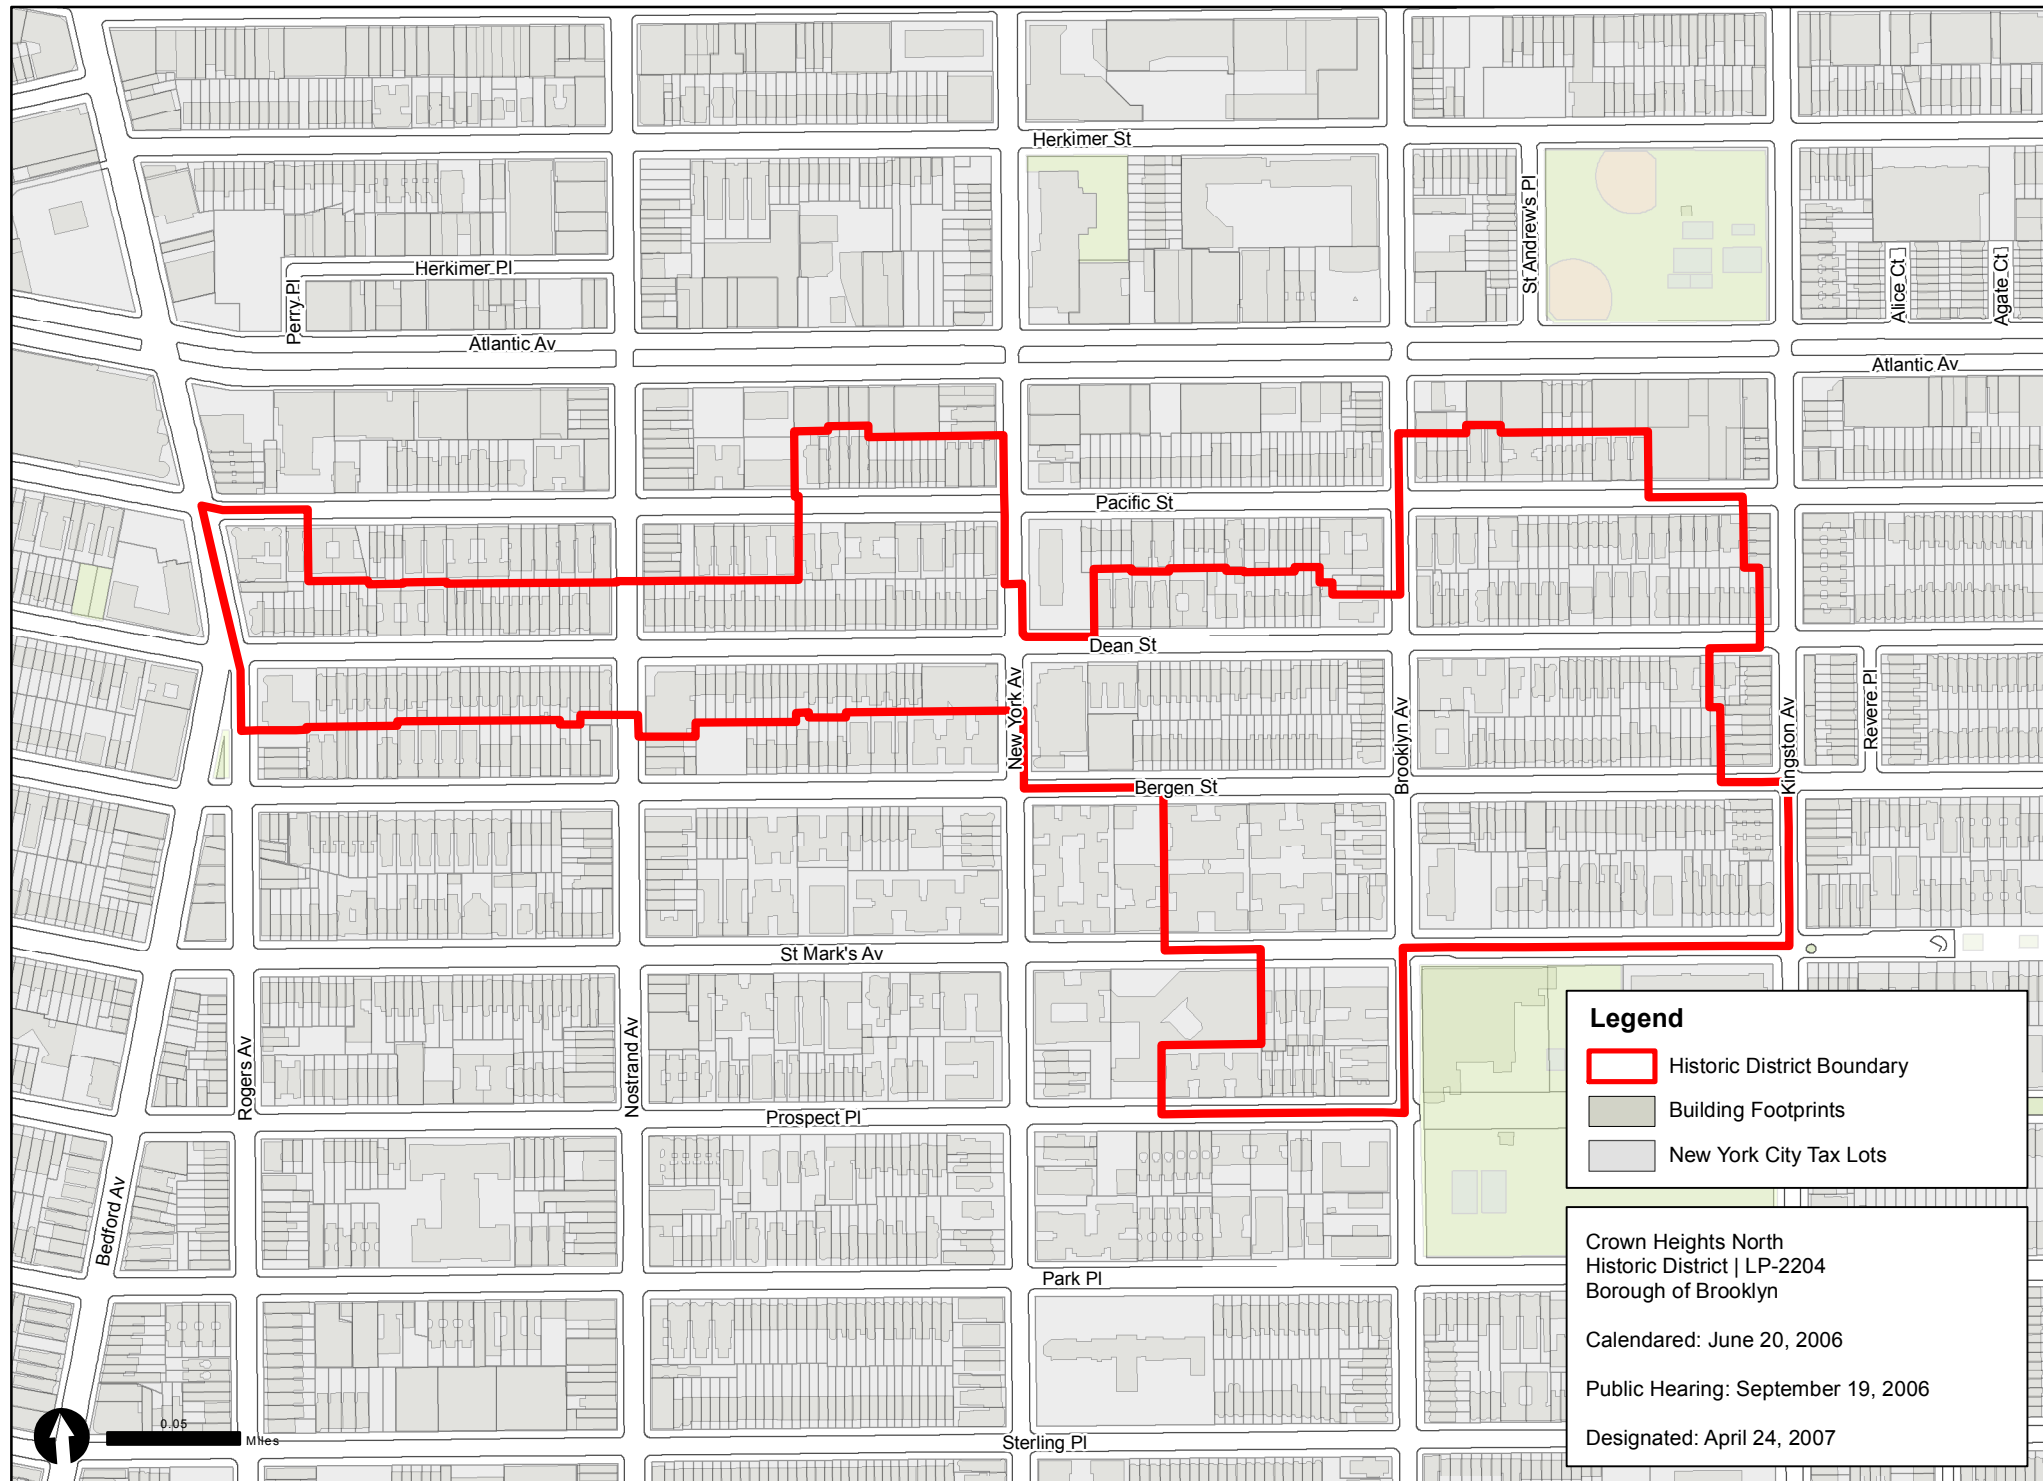 Herkimer St
St Andrew's Pl
Herkimer Pl
Perry Pl
Alice Ct
Agate Ct
Atlantic Av
Atlantic Av
Pacific St
Dean St
New York Av
Brooklyn Av
Kingston Av
Revere Pl
Bergen St
St Mark's Av
Rogers Av
Nostrand Av
Prospect Pl
Bedford Av
Park Pl
Sterling Pl
0.05
Miles
Legend
Historic District Boundary
Building Footprints
New York City Tax Lots
Crown Heights North
Historic District | LP-2204
Borough of Brooklyn
Calendared: June 20, 2006
Public Hearing: September 19, 2006
Designated: April 24, 2007